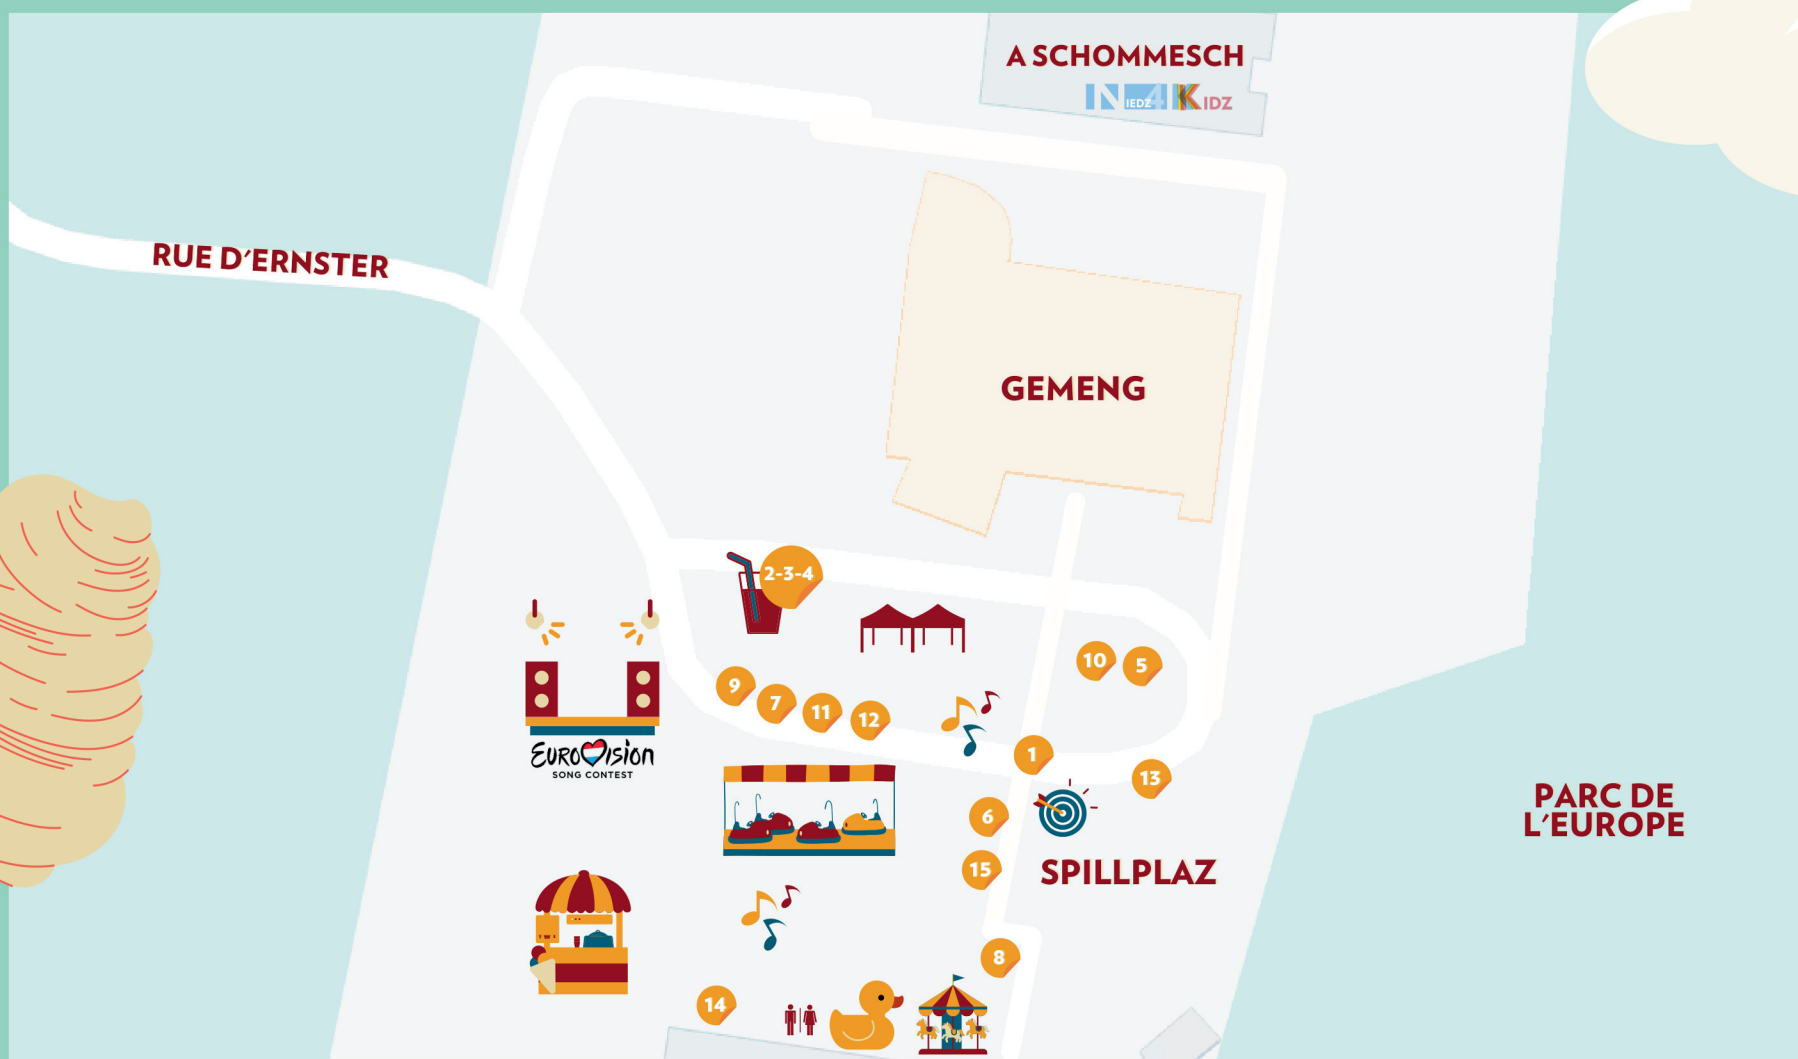 A SCHOMMESCH
NIEDZ4KIDZ
RUE D'ERNSTER
GEMENG
2-3-4
10
5
9
7
11
12
1
13
EUROVISION
SONG CONTEST
6
15
SPILLPLAZ
PARC DE
L'EUROPE
8
14